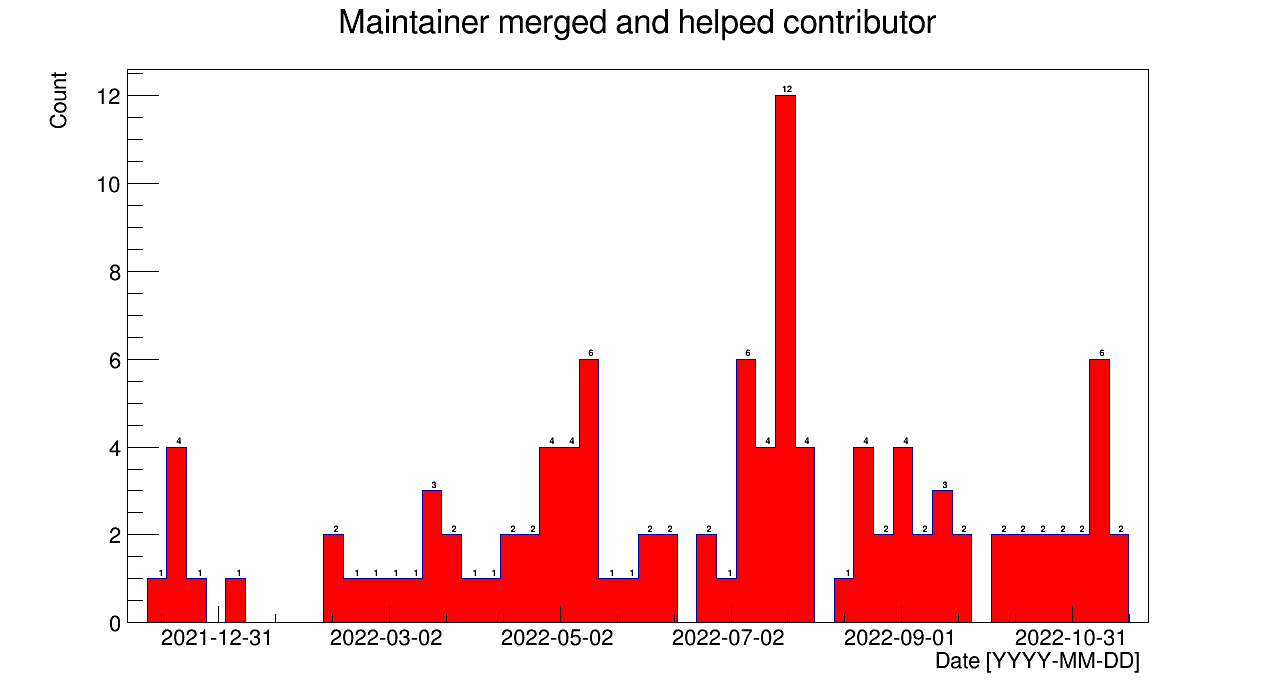 Maintainer merged and helped contributor
Count
12
12
10
8
6
6 6 6
4
4 4 4 4 4 4 4
3 3
2
2 2 2 2 2 2 2 2 2 2 2 2 2 2 2 2 2
1 1 1 1 1 1 1 1 1 1 1 1 1
0
2021-12-31 2022-03-02 2022-05-02 2022-07-02 2022-09-01 2022-10-31
Date [YYYY-MM-DD]